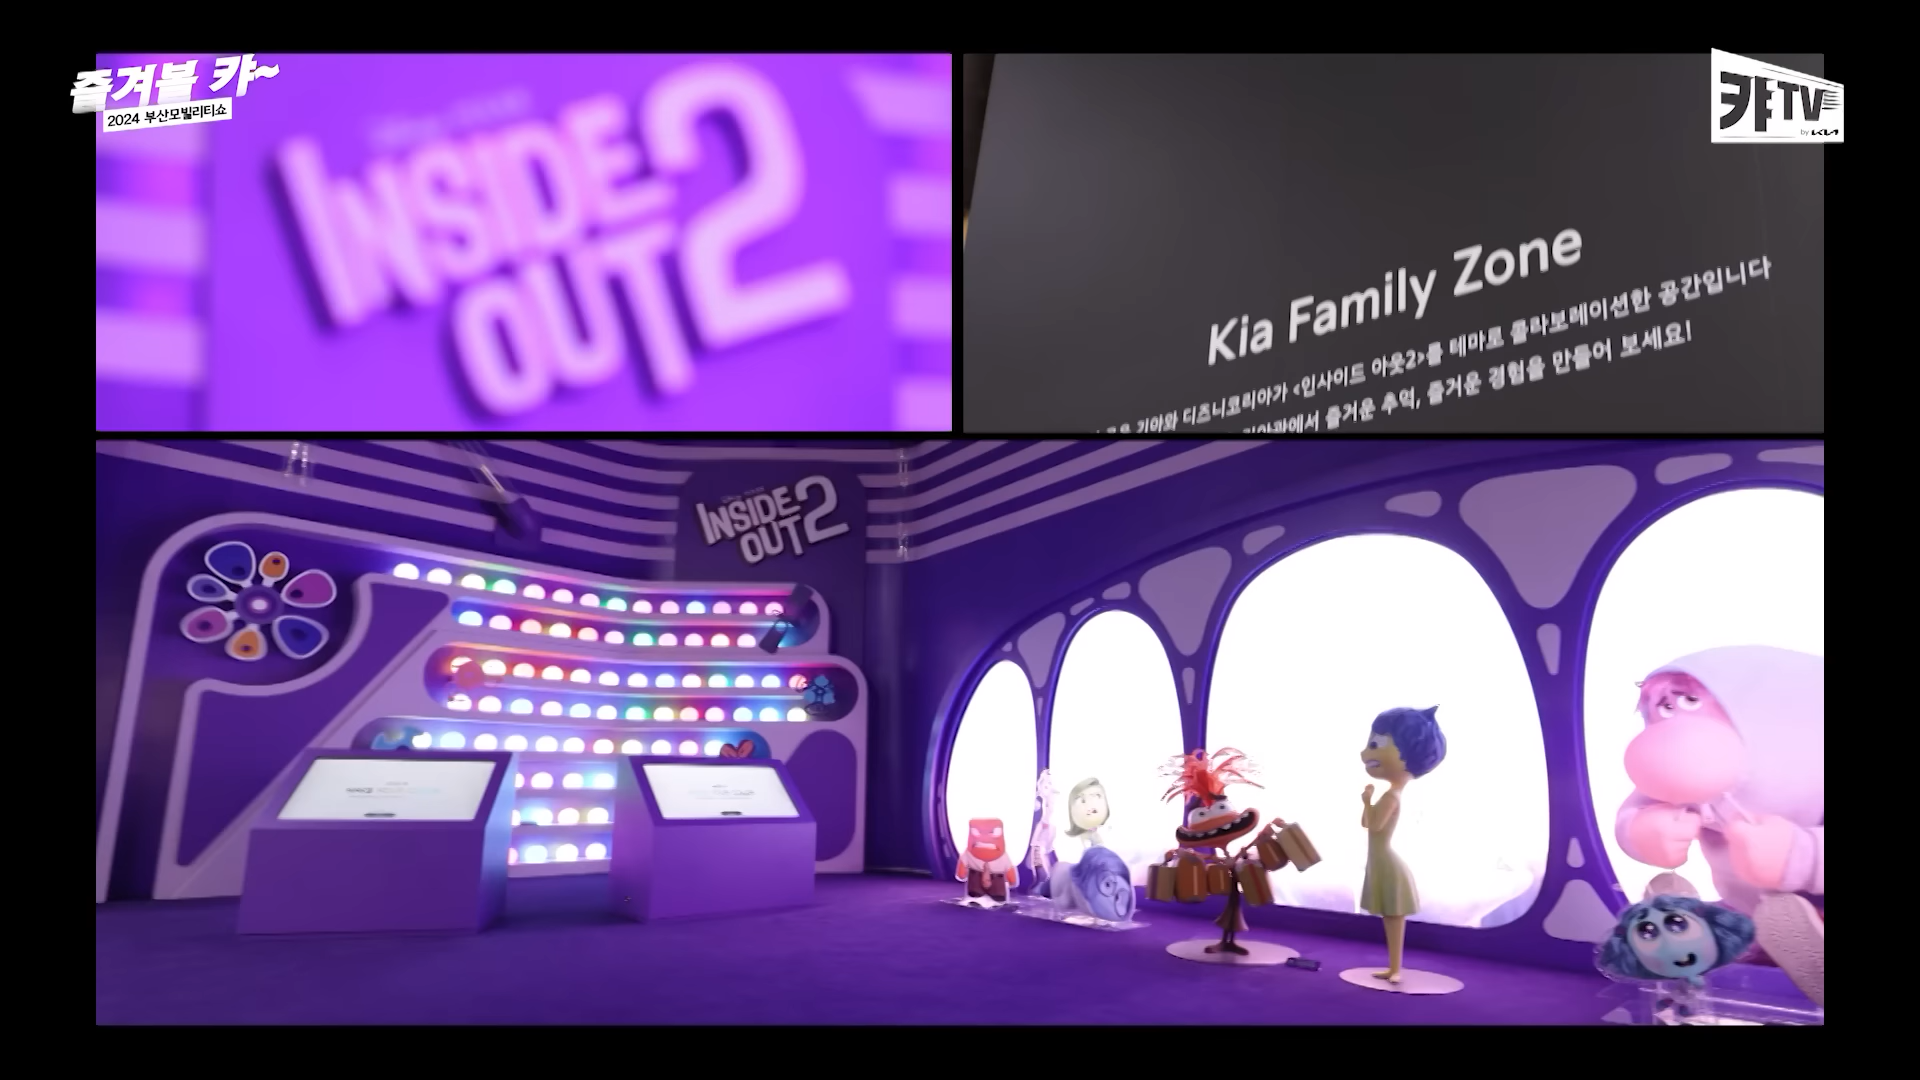 즐겨볼 캬~
2024 부산모빌리티쇼
캬TV
by KIA
INSIDE
OUT 2
Kia Family Zone
기아와 디즈니코리아가 <인사이드 아웃2>를 테마로 콜라보레이션한 공간입니다
즐거운 추억, 즐거운 경험을 만들어 보세요!
INSIDE
OUT 2